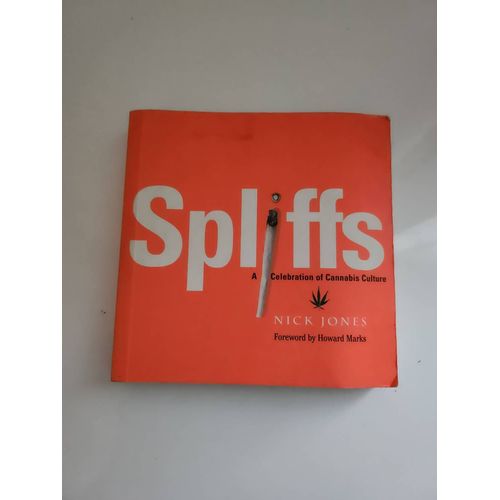 Spliffs
A Celebration of Cannabis Culture
NICK JONES
Foreword by Howard Marks